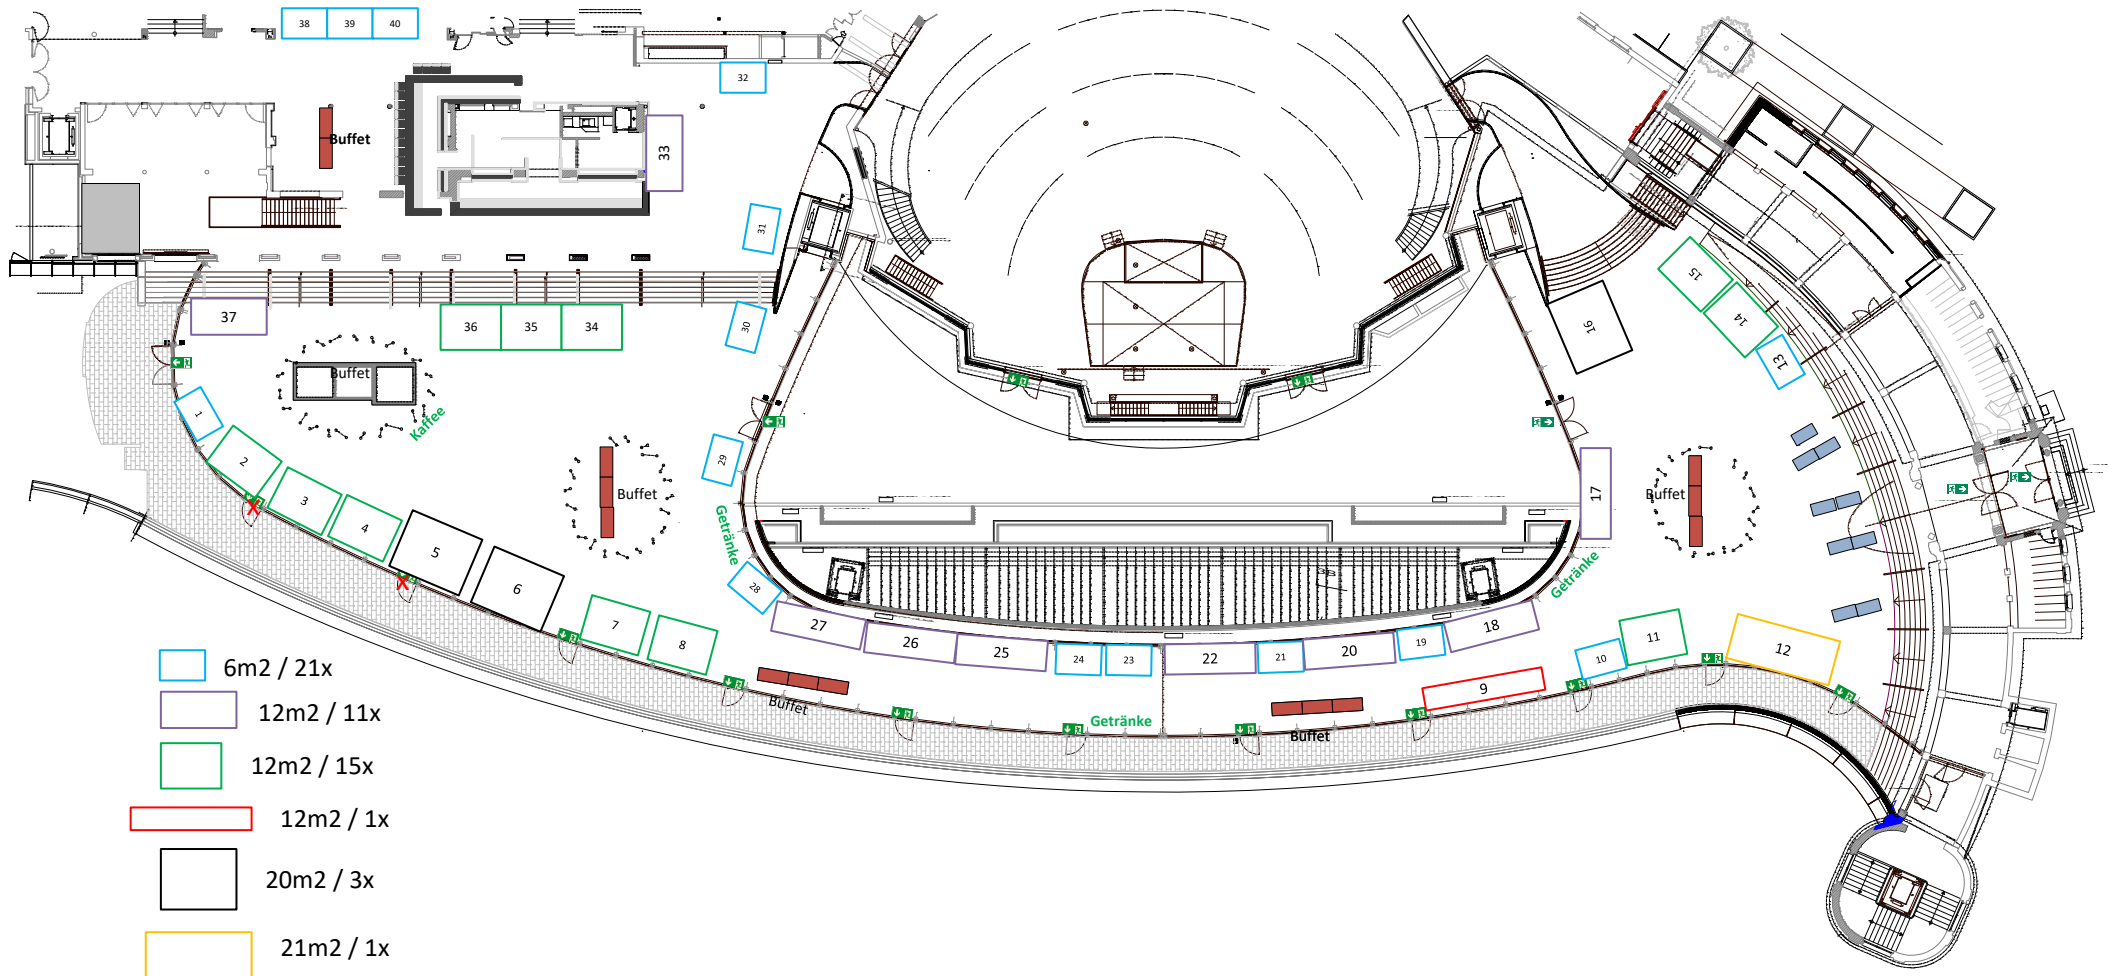 38 39 40
32
Buffet
33
31
15
14
16
13
37
36 35 34
30
Buffet
Kaffee
1
2
3
4
5
6
29
Buffet
Getränke
17
Buffet
Getränke
28
27
26
25
24
23
22
21
20
19
18
7
8
9
10
11
12
Buffet
Getränke
Buffet
6m2 / 21x
12m2 / 11x
12m2 / 15x
12m2 / 1x
20m2 / 3x
21m2 / 1x